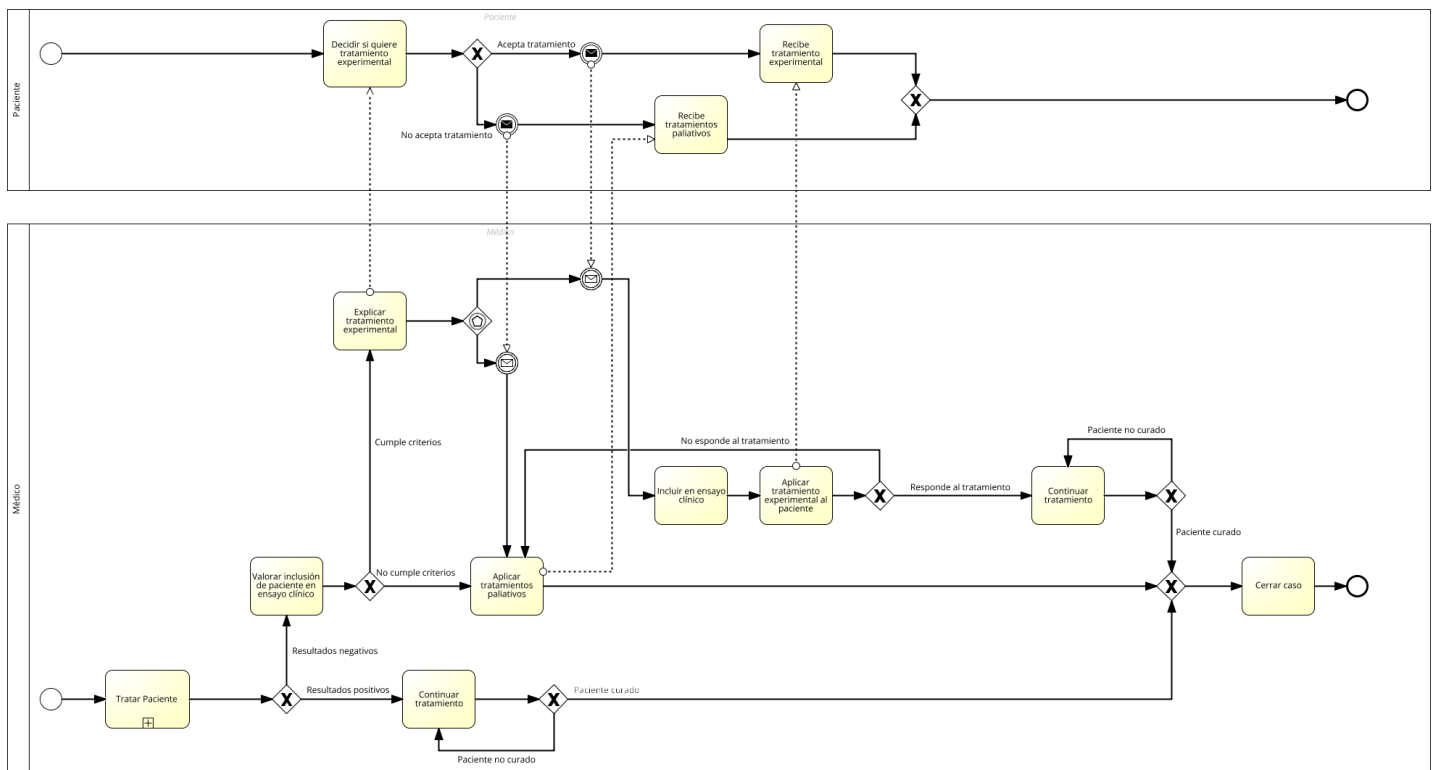 Paciente
Paciente
Decidir si quiere
tratamiento
experimental
Acepta tratamiento
No acepta tratamiento
Recibe
tratamiento
experimental
Recibe
tratamientos
paliativos
Médico
Médico
Explicar
tratamiento
experimental
Cumple criterios
No esponde al tratamiento
Paciente no curado
Incluir en ensayo
clínico
Aplicar
tratamiento
experimental al
paciente
Responde al tratamiento
Continuar
tratamiento
Paciente curado
Valorar inclusión
de paciente en
ensayo clínico
No cumple criterios
Aplicar
tratamientos
paliativos
Cerrar caso
Resultados negativos
Tratar Paciente
Resultados positivos
Continuar
tratamiento
Paciente curado
Paciente no curado